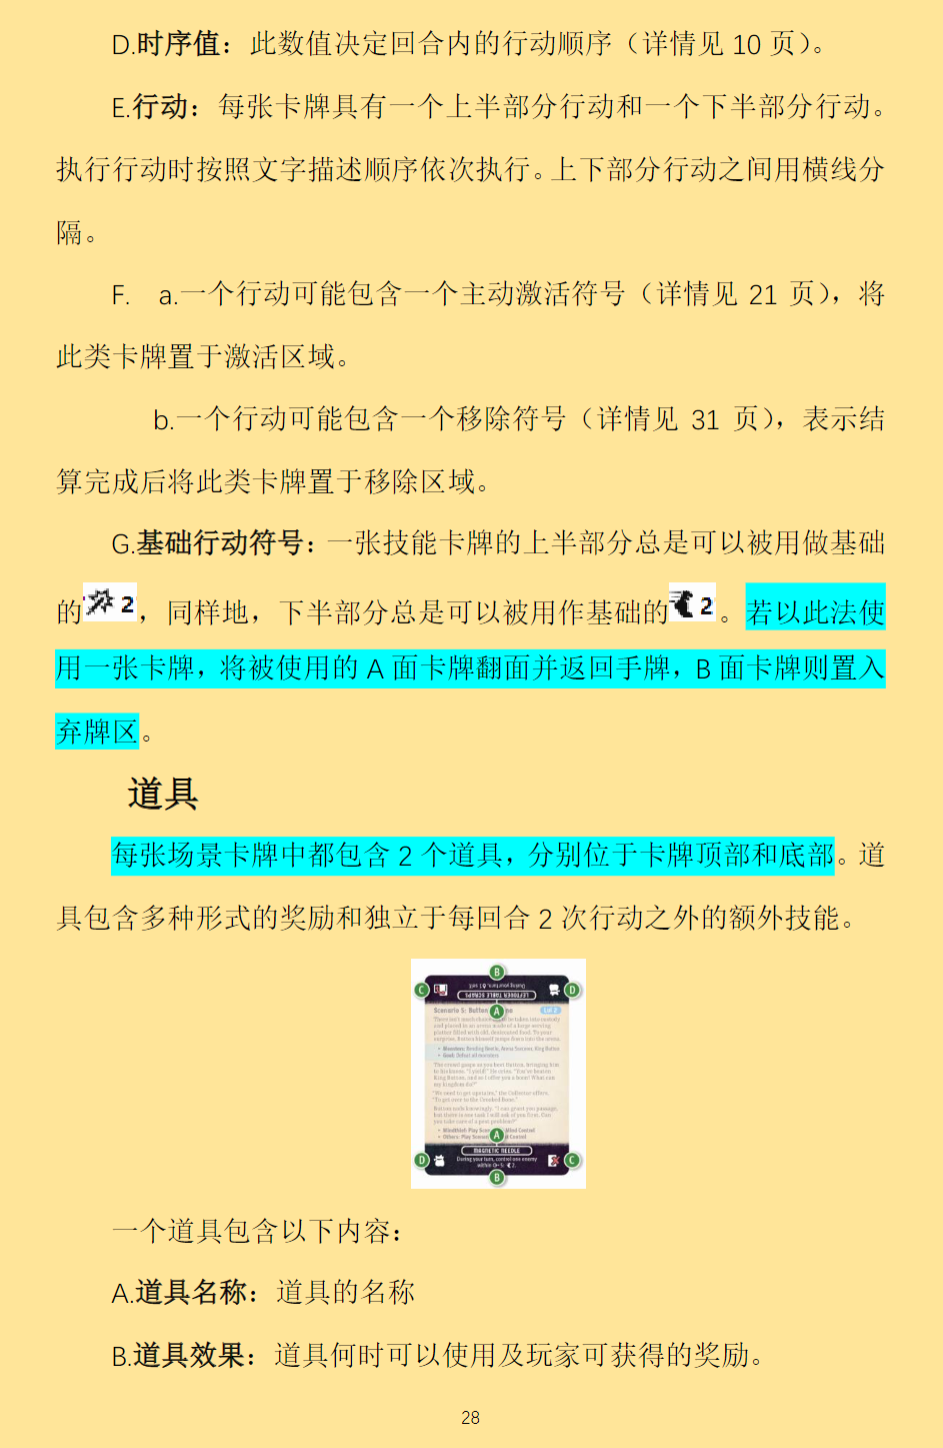 D.时序值：此数值决定回合内的行动顺序（详情见 10 页）。
E.行动：每张卡牌具有一个上半部分行动和一个下半部分行动。
执行行动时按照文字描述顺序依次执行。上下部分行动之间用横线分
隔。
F. a.一个行动可能包含一个主动激活符号（详情见 21 页），将
此类卡牌置于激活区域。
b.一个行动可能包含一个移除符号（详情见 31 页），表示结
算完成后将此类卡牌置于移除区域。
G.基础行动符号：一张技能卡牌的上半部分总是可以被用做基础
的 2，同样地，下半部分总是可以被用作基础的 2。若以此法使
用一张卡牌，将被使用的 A 面卡牌翻面并返回手牌，B 面卡牌则置入
弃牌区。
道具
每张场景卡牌中都包含 2 个道具，分别位于卡牌顶部和底部。道
具包含多种形式的奖励和独立于每回合 2 次行动之外的额外技能。
B
C
D
LEFTOVER TABLE SCRAPS
A
Scenario 5: Button
A
D
MAGNETIC NEEDLE
C
During your turn, control one enemy
B
一个道具包含以下内容：
A.道具名称：道具的名称
B.道具效果：道具何时可以使用及玩家可获得的奖励。
28